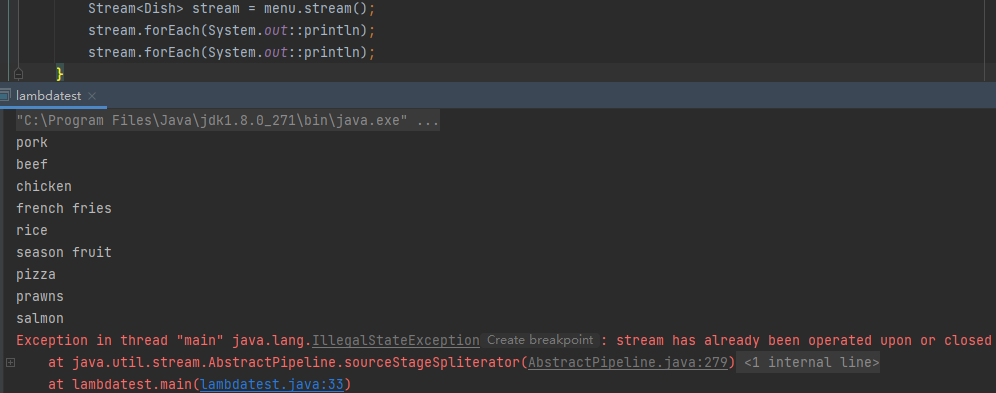 Stream<Dish> stream = menu.stream();
stream.forEach(System.out::println);
stream.forEach(System.out::println);
}
lambdatest ×
"C:\Program Files\Java\jdk1.8.0_271\bin\java.exe" ...
pork
beef
chicken
french fries
rice
season fruit
pizza
prawns
salmon
Exception in thread "main" java.lang.IllegalStateException Create breakpoint : stream has already been operated upon or closed
at java.util.stream.AbstractPipeline.sourceStageSpliterator(AbstractPipeline.java:279) <1 internal line>
at lambdatest.main(lambdatest.java:33)